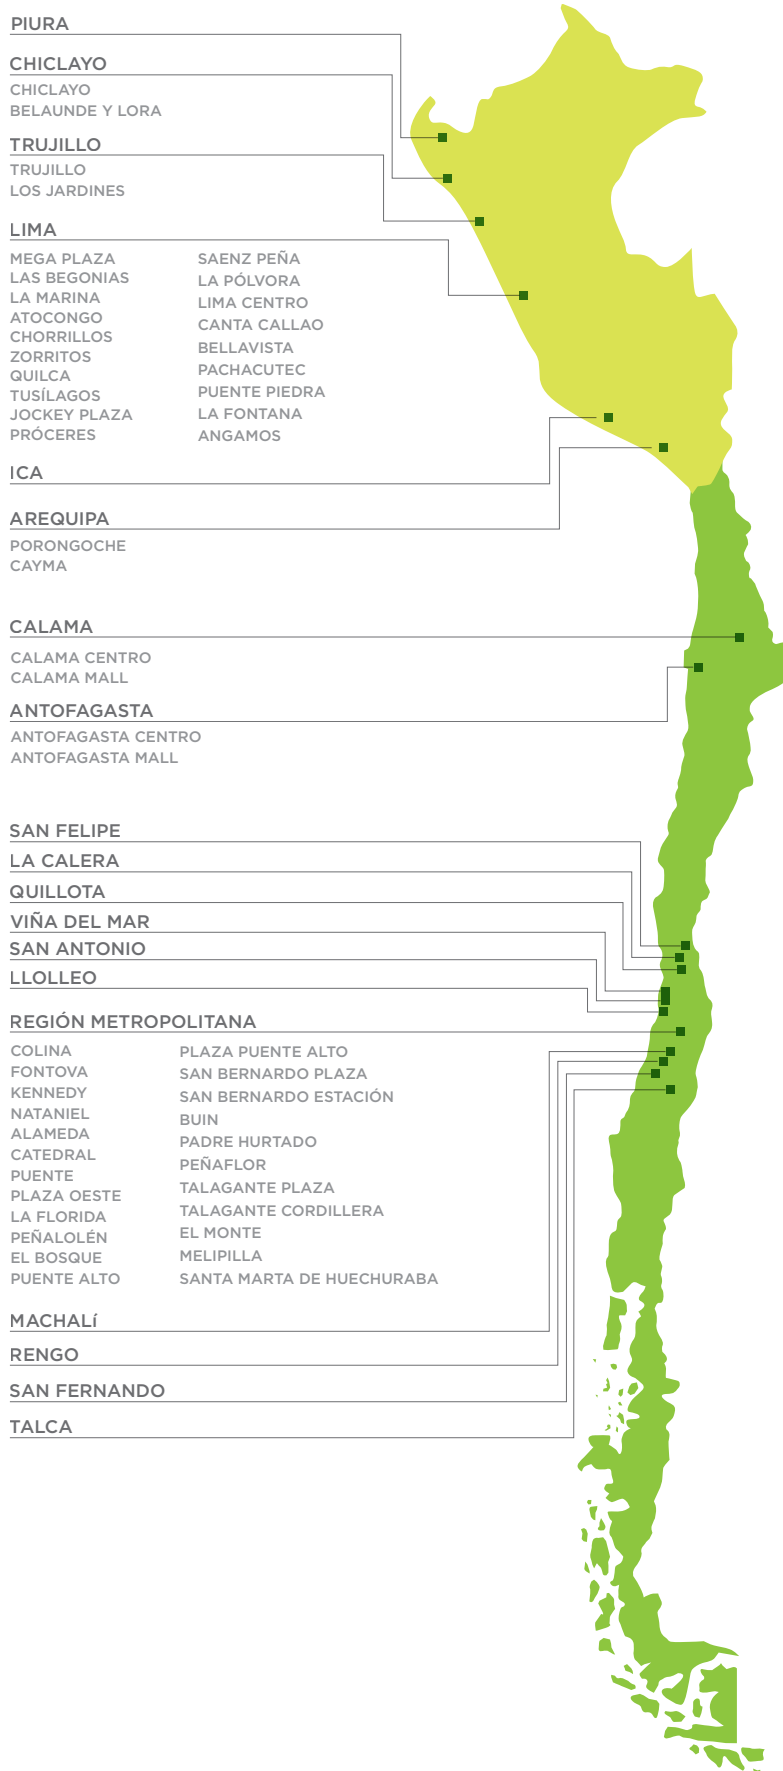 PIURA
CHICLAYO
CHICLAYO
BELAUNDE Y LORA
TRUJILLO
TRUJILLO
LOS JARDINES
LIMA
MEGA PLAZA
LAS BEGONIAS
LA MARINA
ATOCONGO
CHORRILLOS
ZORRITOS
QUILCA
TUSÍLAGOS
JOCKEY PLAZA
PRÓCERES
SAENZ PEÑA
LA PÓLVORA
LIMA CENTRO
CANTA CALLAO
BELLAVISTA
PACHACUTEC
PUENTE PIEDRA
LA FONTANA
ANGAMOS
ICA
AREQUIPA
PORONGOCHE
CAYMA
CALAMA
CALAMA CENTRO
CALAMA MALL
ANTOFAGASTA
ANTOFAGASTA CENTRO
ANTOFAGASTA MALL
SAN FELIPE
LA CALERA
QUILLOTA
VIÑA DEL MAR
SAN ANTONIO
LLOLLEO
REGIÓN METROPOLITANA
COLINA
FONTOVA
KENNEDY
NATANIEL
ALAMEDA
CATEDRAL
PUENTE
PLAZA OESTE
LA FLORIDA
PEÑALOLÉN
EL BOSQUE
PUENTE ALTO
PLAZA PUENTE ALTO
SAN BERNARDO PLAZA
SAN BERNARDO ESTACIÓN
BUIN
PADRE HURTADO
PEÑAFLOR
TALAGANTE PLAZA
TALAGANTE CORDILLERA
EL MONTE
MELIPILLA
SANTA MARTA DE HUECHURABA
MACHALí
RENGO
SAN FERNANDO
TALCA